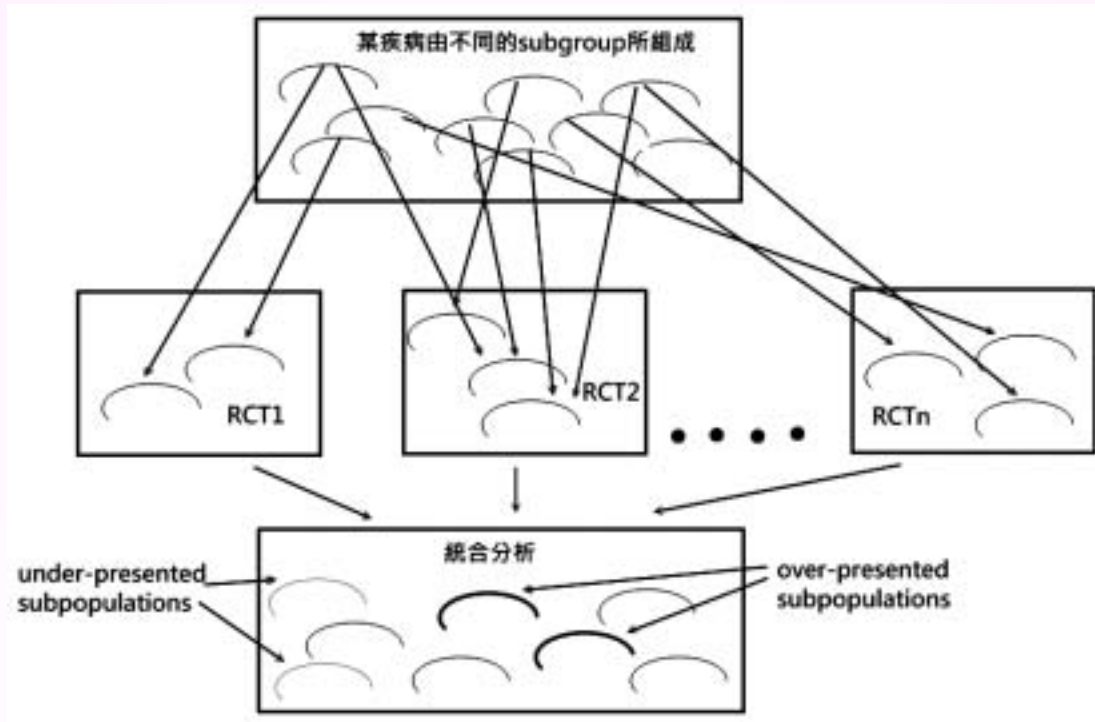 某疾病由不同的subgroup所組成
RCT1
RCT2
RCTn
統合分析
under-presented
subpopulations
over-presented
subpopulations